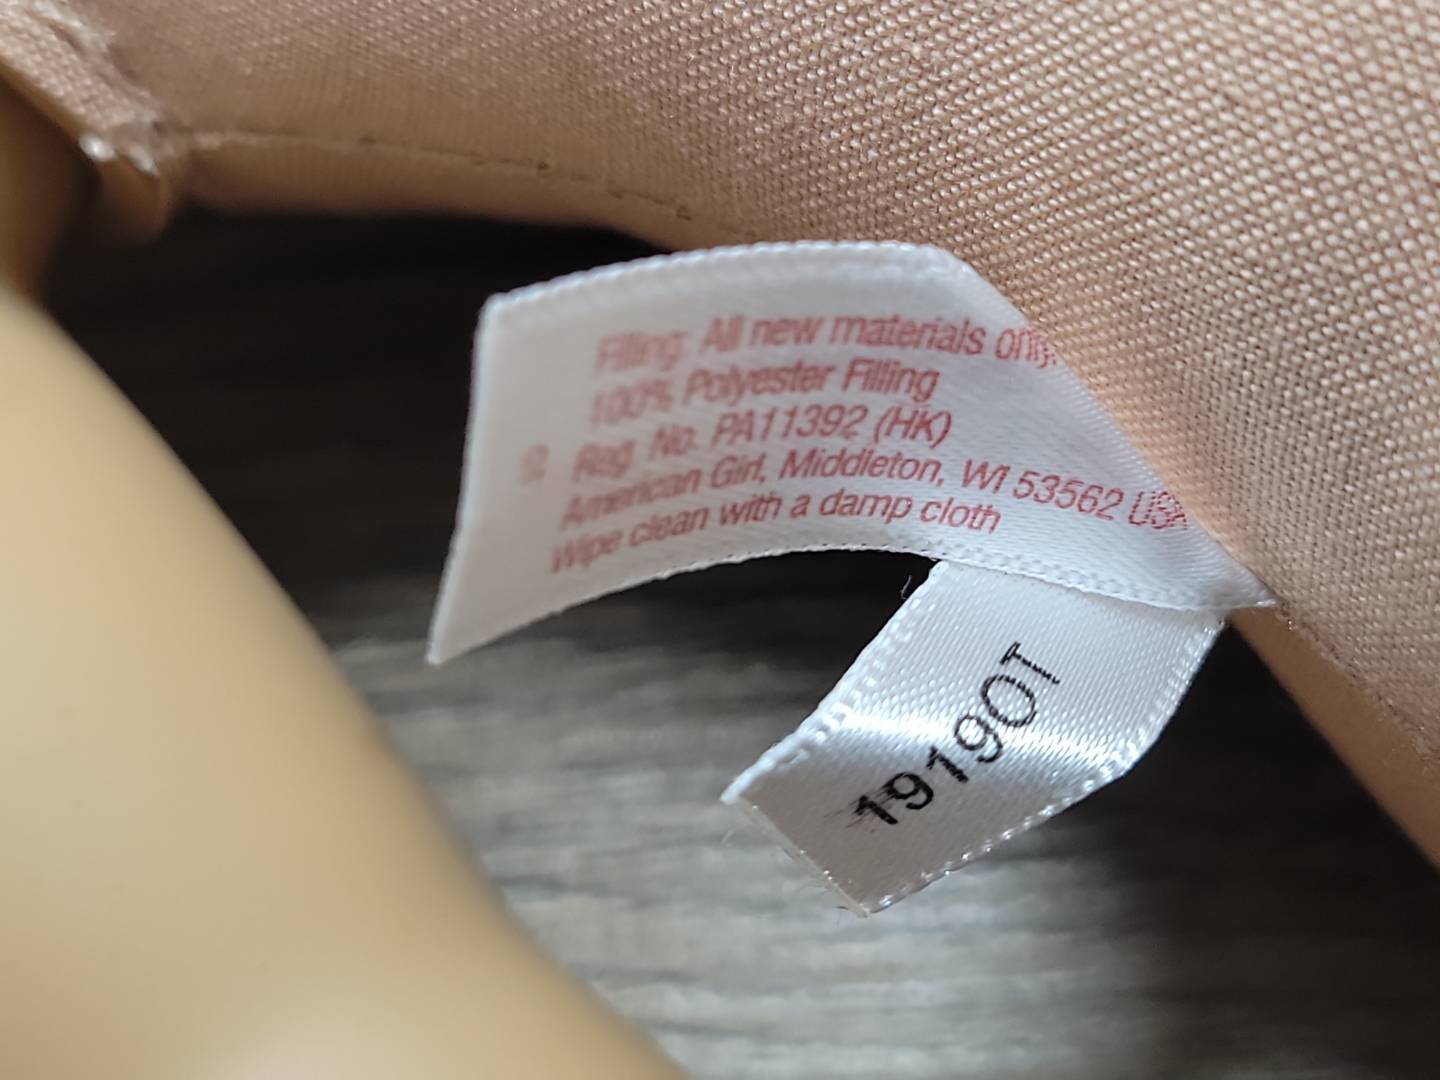 Filling: All new materials only.
100% Polyester Filling
Reg. No. PA11392 (HK)
American Girl, Middleton, WI 53562 USA
Wipe clean with a damp cloth
1919OT